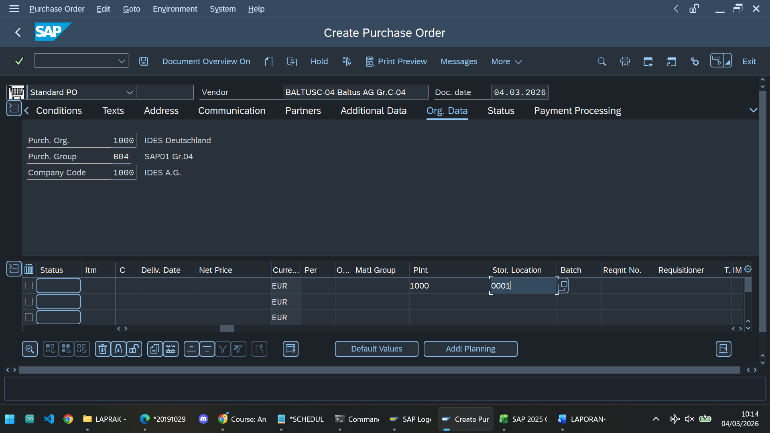 Purchase Order Edit Goto Environment System Help
SAP Create Purchase Order
Document Overview On Hold Print Preview Messages More Exit
Standard PO Vendor BALTUSC-04 Baltus AG Gr.C-04 Doc. date 04.03.2026
Conditions Texts Address Communication Partners Additional Data Org. Data Status Payment Processing
Purch. Org. 1000 IDES Deutschland
Purch. Group B04 SAP01 Gr.04
Company Code 1000 IDES A.G.
Status Itm C Deliv. Date Net Price Curre... Per O... Matl Group Plnt Stor. Location Batch Reqmt No. Requisitioner T. IM
EUR 1000 0001
EUR
EUR
Default Values Addl Planning
LAPRAK - *20191029 Course: An *SCHEDUL Comman SAP Log Create Pur SAP 2025 LAPORAN- 10:14
04/03/2026